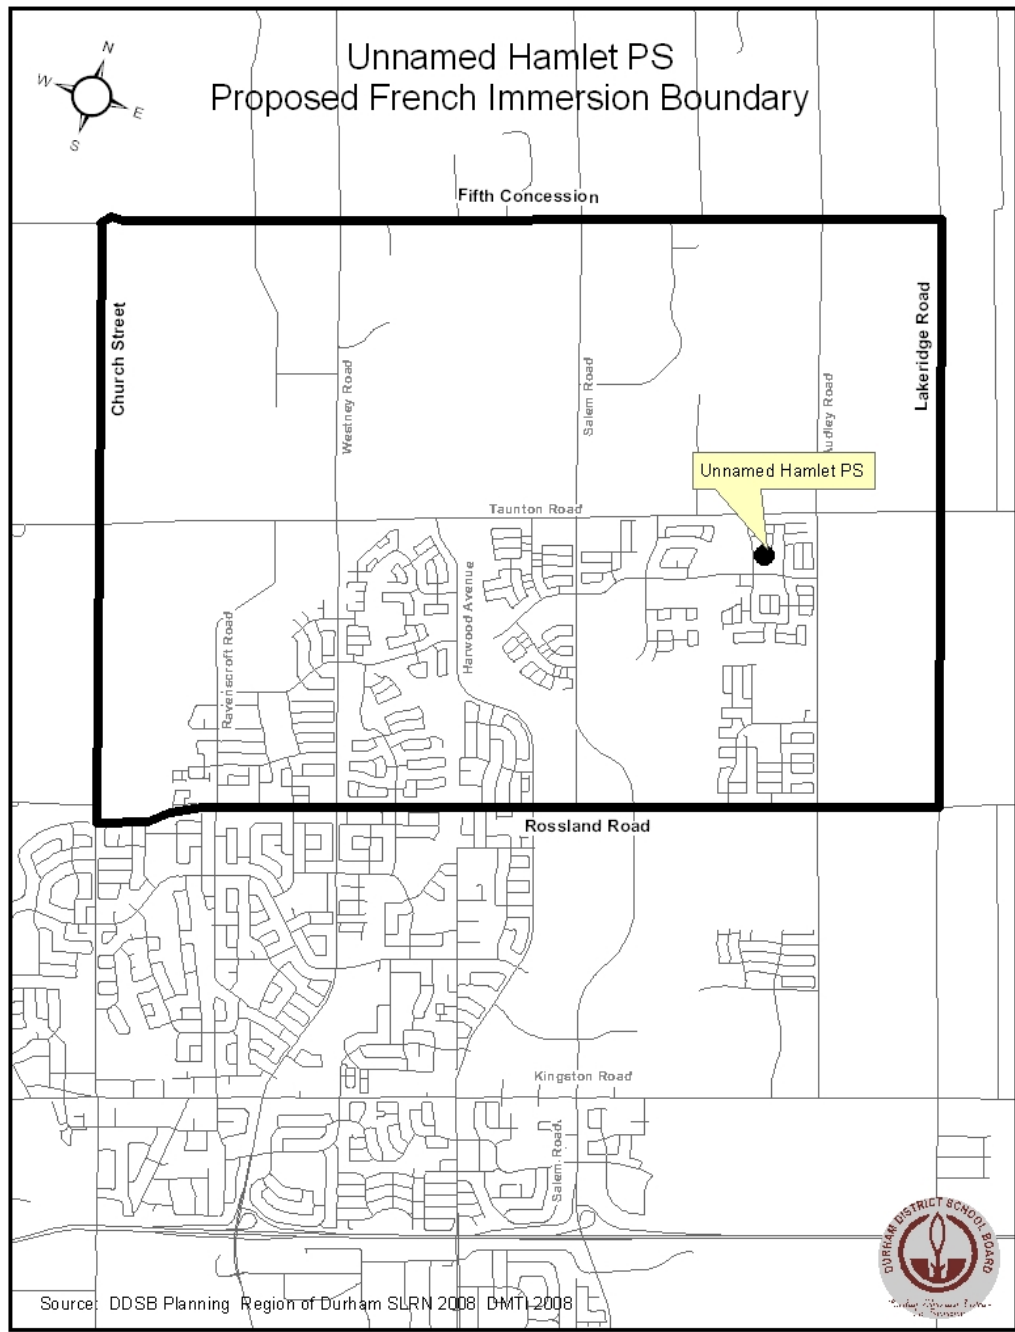 Unnamed Hamlet PS
Proposed French Immersion Boundary
N
W
E
S
Fifth Concession
Church Street
Lakeridge Road
Westney Road
Salem Road
Audley Road
Unnamed Hamlet PS
Taunton Road
Harwood Avenue
Ravenscroft Road
Rossland Road
Kingston Road
Salem Road
DURHAM DISTRICT SCHOOL BOARD
Source: DDSB Planning Region of Durham SLRN 2008 DMTI 2008